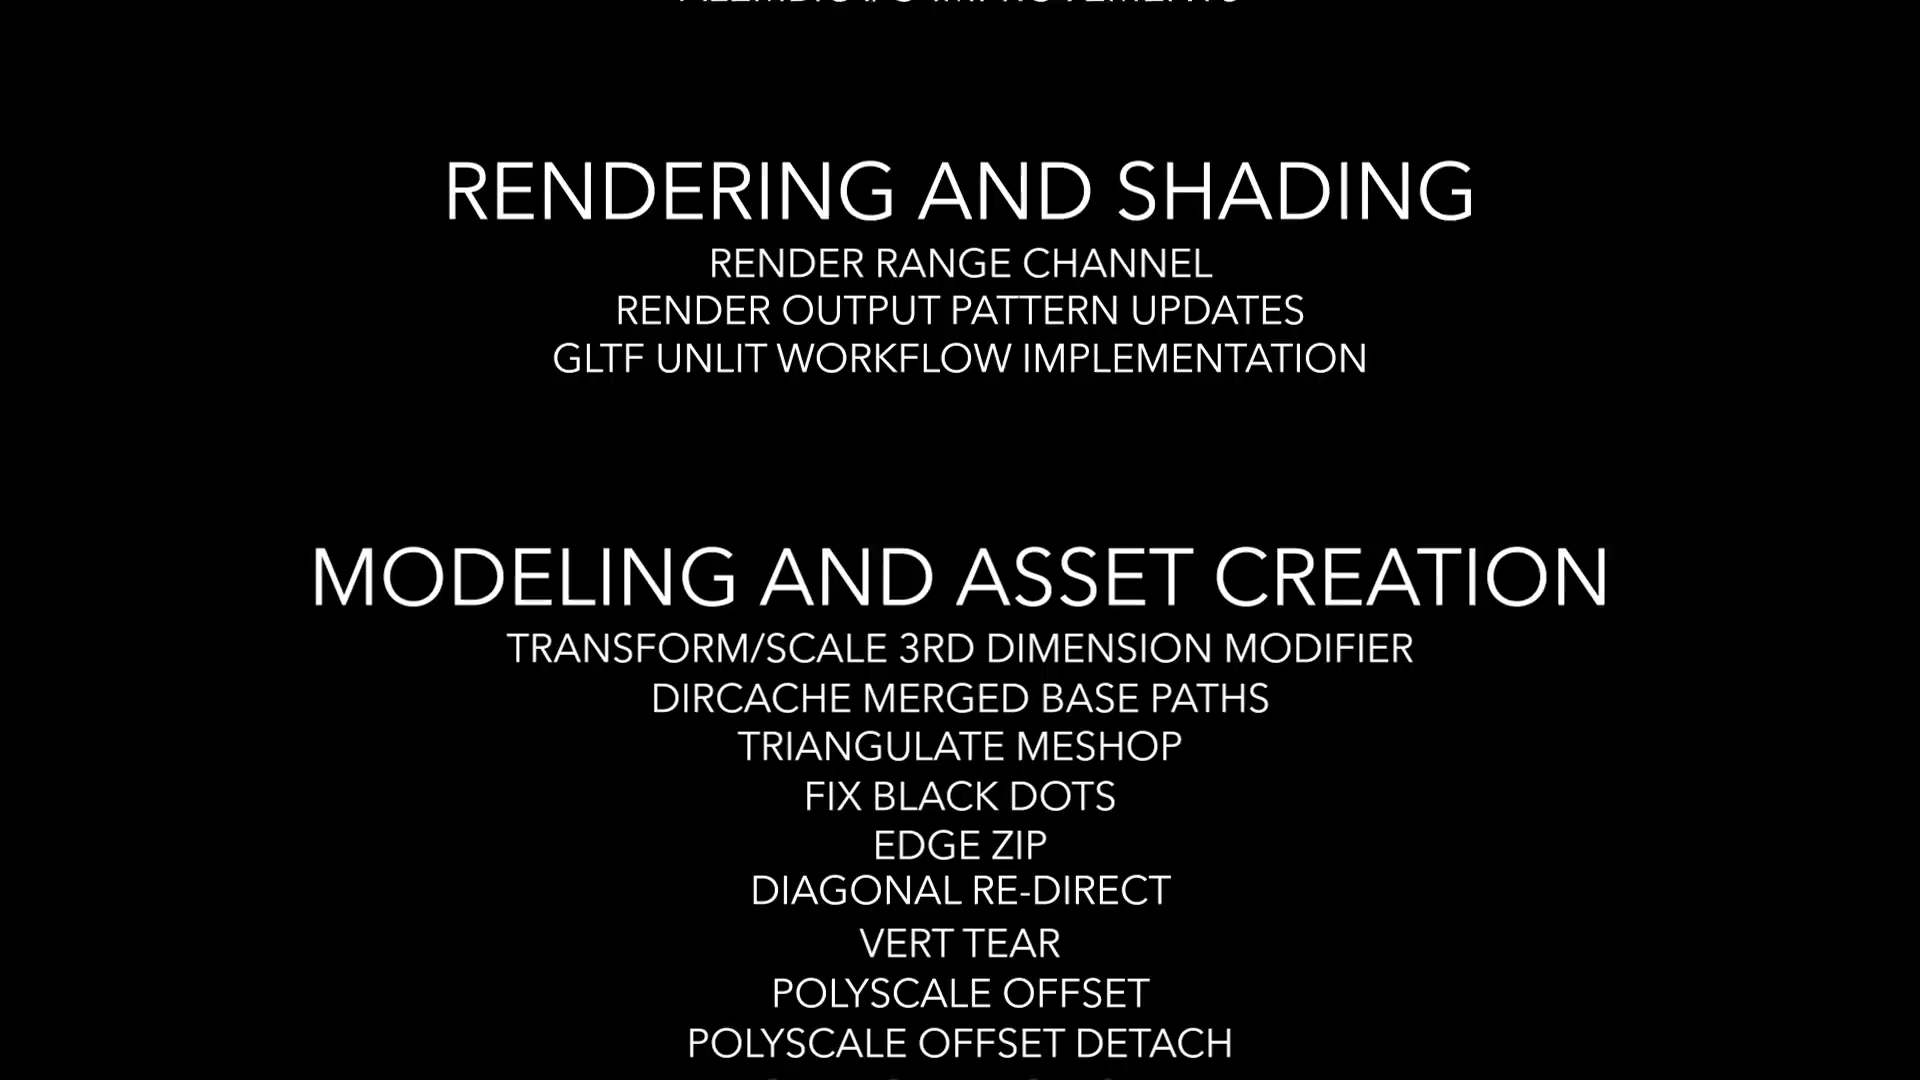 RENDERING AND SHADING
RENDER RANGE CHANNEL
RENDER OUTPUT PATTERN UPDATES
GLTF UNLIT WORKFLOW IMPLEMENTATION
MODELING AND ASSET CREATION
TRANSFORM/SCALE 3RD DIMENSION MODIFIER
DIRCACHE MERGED BASE PATHS
TRIANGULATE MESHOP
FIX BLACK DOTS
EDGE ZIP
DIAGONAL RE-DIRECT
VERT TEAR
POLYSCALE OFFSET
POLYSCALE OFFSET DETACH